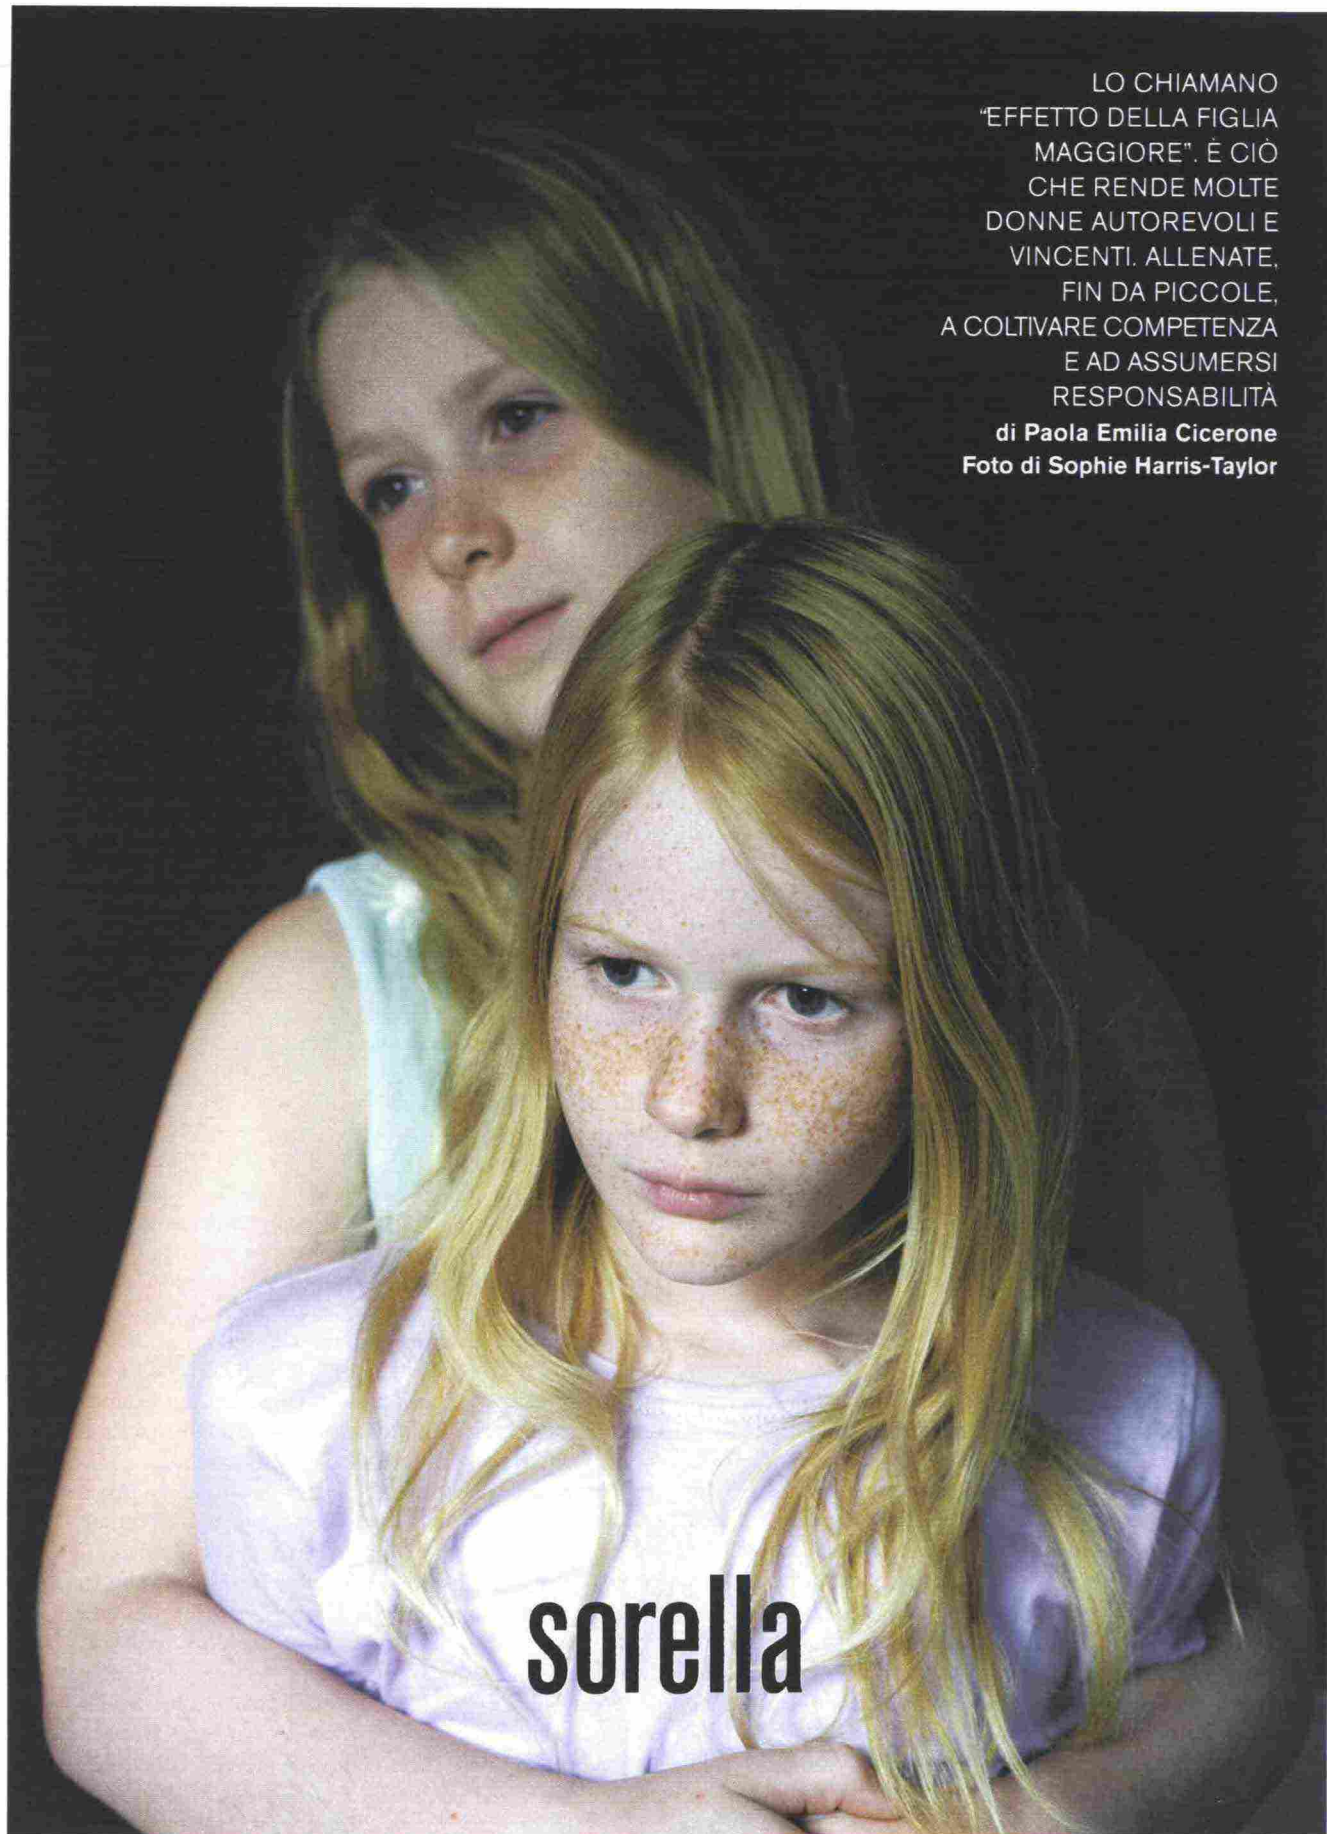 LO CHIAMANO
“EFFETTO DELLA FIGLIA
MAGGIORE”. È CIÒ
CHE RENDE MOLTE
DONNE AUTOREVOLI E
VINCENTI. ALLENATE,
FIN DA PICCOLE,
A COLTIVARE COMPETENZA
E AD ASSUMERSI
RESPONSABILITÀ
di Paola Emilia Cicerone
Foto di Sophie Harris-Taylor
sorella